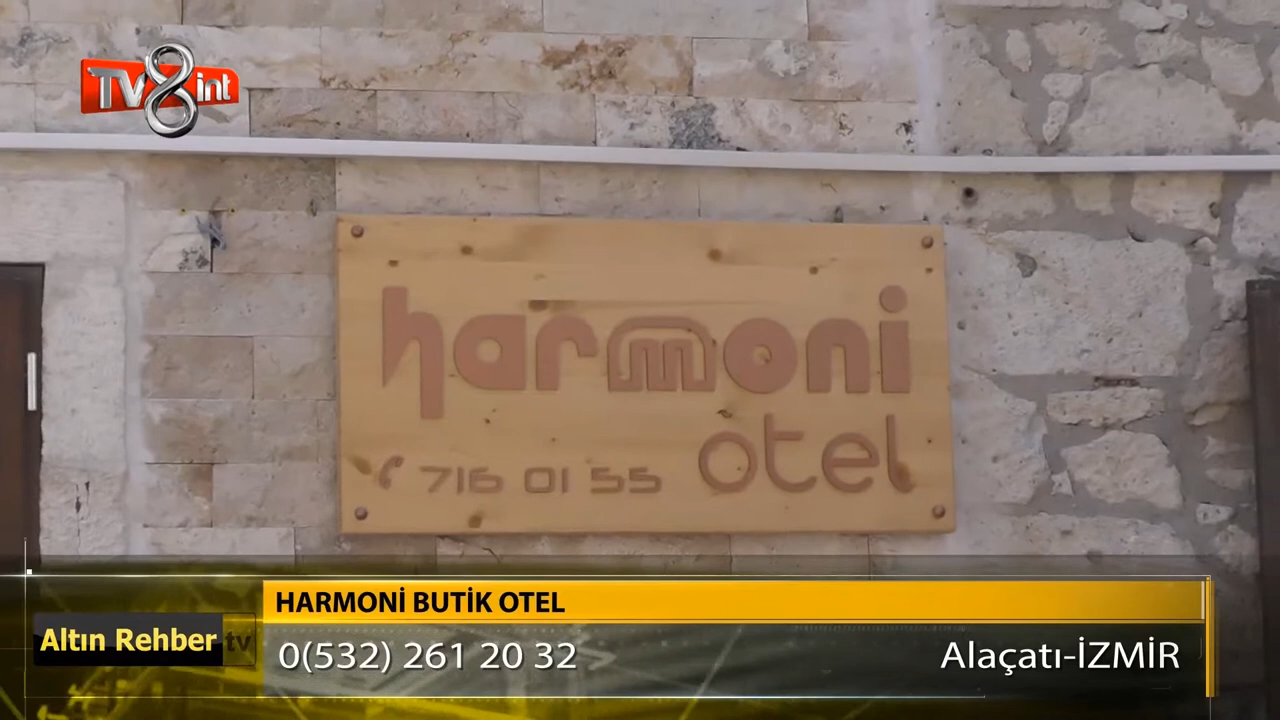 TV8int
harmoni
otel
716 01 55
HARMONİ BUTİK OTEL
Altın Rehber tv
0(532) 261 20 32
Alaçatı-İZMİR